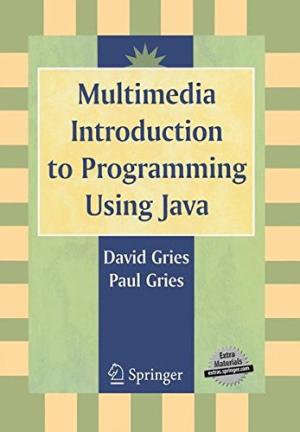 Multimedia
Introduction
to Programming
Using Java
David Gries
Paul Gries
Extra
Materials
extras.springer.com
Springer